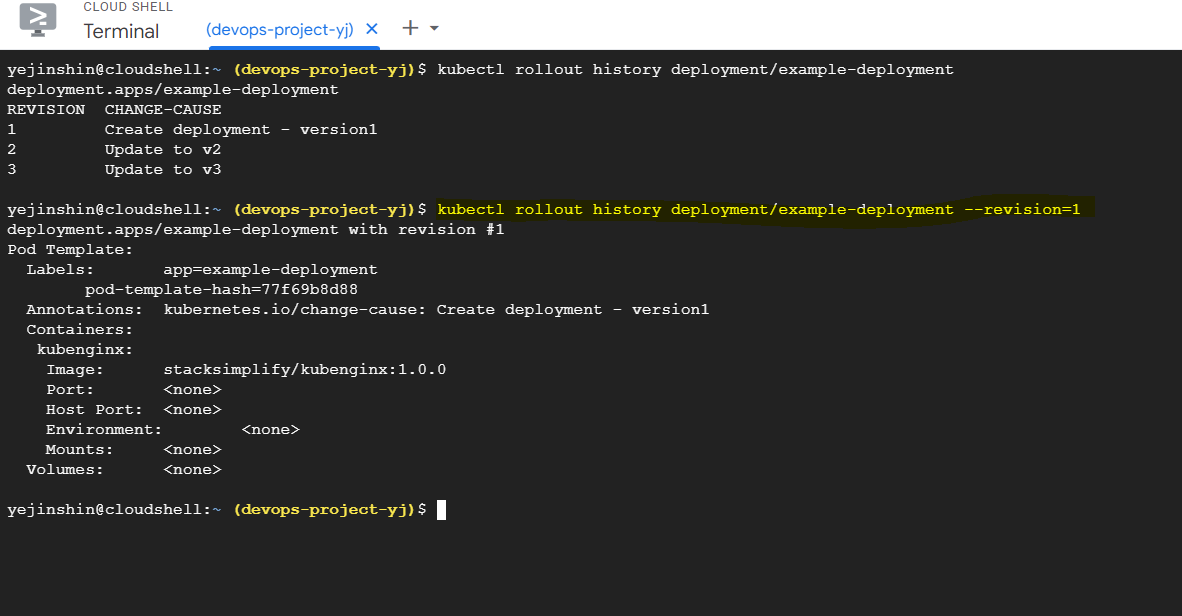 CLOUD SHELL
Terminal
(devops-project-yj)
yejinshin@cloudshell:~ (devops-project-yj)$ kubectl rollout history deployment/example-deployment
deployment.apps/example-deployment
REVISION  CHANGE-CAUSE
1         Create deployment - version1
2         Update to v2
3         Update to v3
yejinshin@cloudshell:~ (devops-project-yj)$ kubectl rollout history deployment/example-deployment --revision=1
deployment.apps/example-deployment with revision #1
Pod Template:
  Labels:       app=example-deployment
        pod-template-hash=77f69b8d88
  Annotations:  kubernetes.io/change-cause: Create deployment - version1
  Containers:
   kubenginx:
    Image:      stacksimplify/kubenginx:1.0.0
    Port:       <none>
    Host Port:  <none>
    Environment:        <none>
    Mounts:     <none>
  Volumes:      <none>
yejinshin@cloudshell:~ (devops-project-yj)$